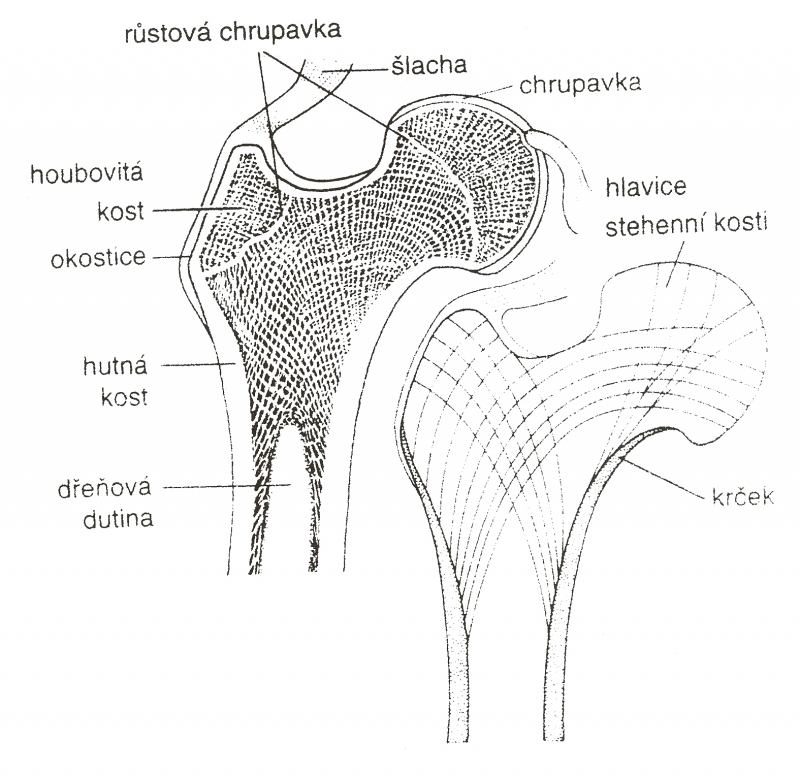 růstová chrupavka
šlacha
chrupavka
houbovitá
kost
hlavice
stehenní kosti
okostice
hutná
kost
dřeňová
dutina
krček